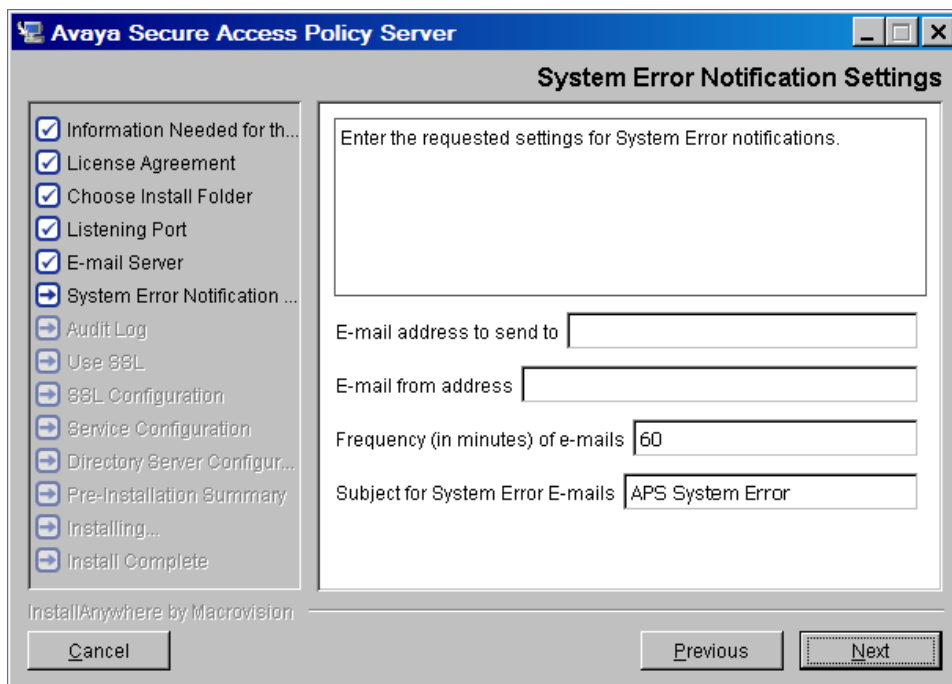 Avaya Secure Access Policy Server
System Error Notification Settings
Information Needed for th...
License Agreement
Choose Install Folder
Listening Port
E-mail Server
System Error Notification ...
Audit Log
Use SSL
SSL Configuration
Service Configuration
Directory Server Configur...
Pre-Installation Summary
Installing...
Install Complete
Enter the requested settings for System Error notifications.
E-mail address to send to
E-mail from address
Frequency (in minutes) of e-mails 60
Subject for System Error E-mails APS System Error
InstallAnywhere by Macrovision
Cancel
Previous
Next